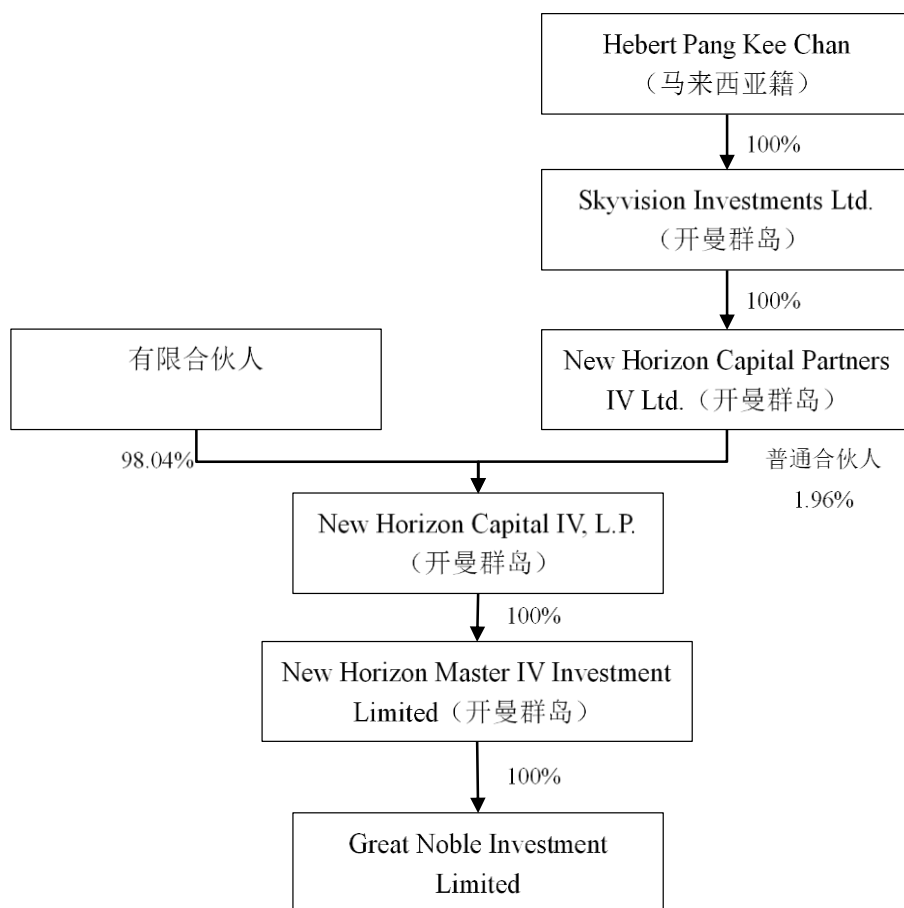 Hebert Pang Kee Chan
（马来西亚籍）
100%
Skyvision Investments Ltd.
（开曼群岛）
100%
有限合伙人
New Horizon Capital Partners
IV Ltd.（开曼群岛）
98.04%
普通合伙人
1.96%
New Horizon Capital IV, L.P.
（开曼群岛）
100%
New Horizon Master IV Investment
Limited（开曼群岛）
100%
Great Noble Investment
Limited